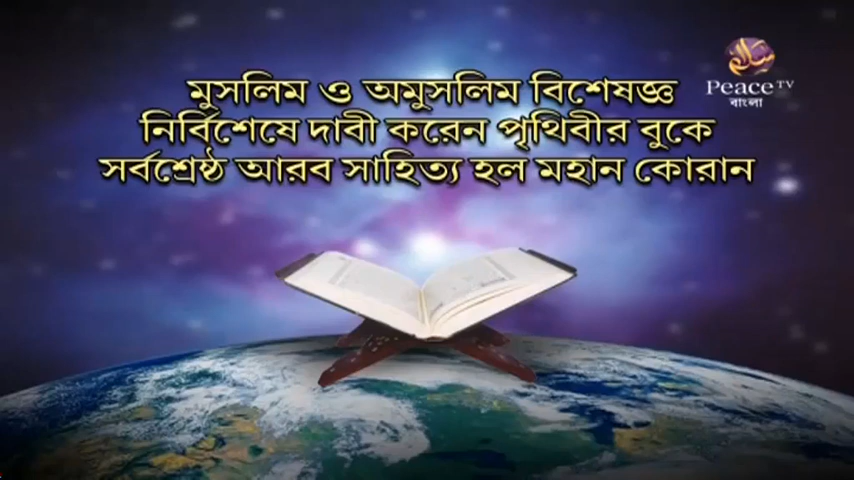 মুসলিম ও অমুসলিম বিশেষজ্ঞ
নির্বিশেষে দাবী করেন পৃথিবীর বুকে
সর্বশ্রেষ্ঠ আরব সাহিত্য হল মহান কোরান
Peace TV
বাংলা